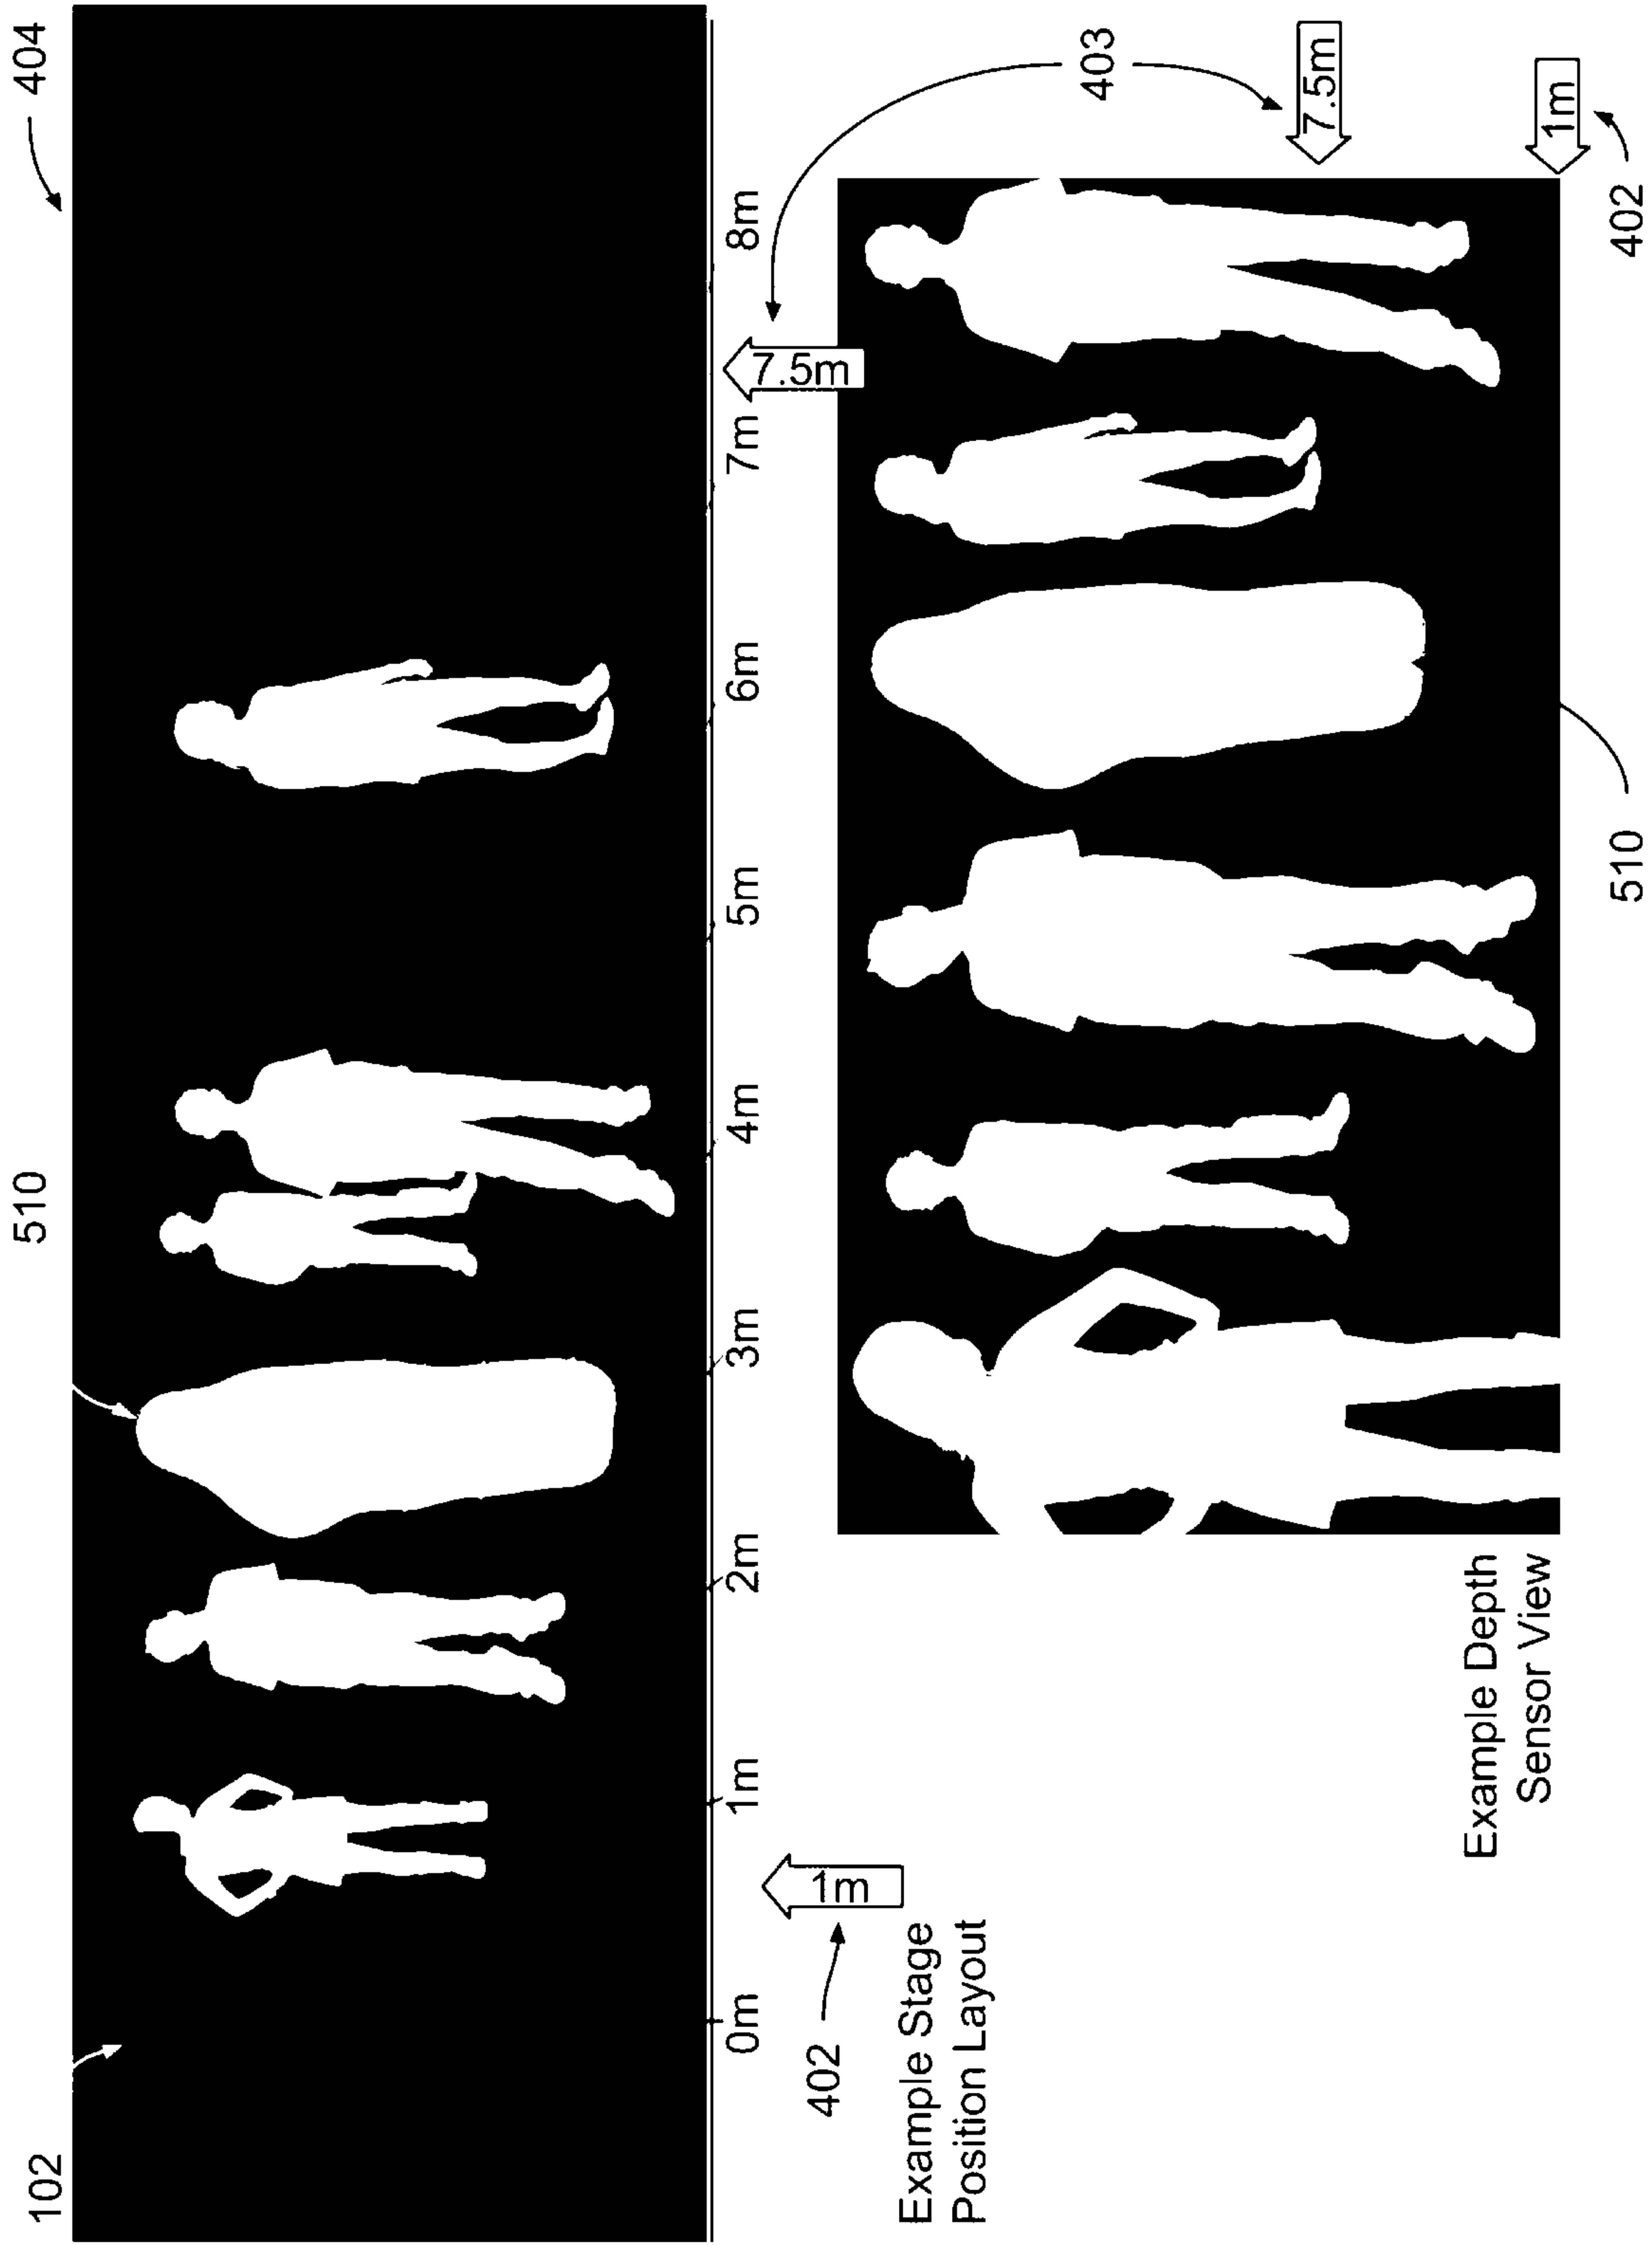 102
510
404
0m
1m
2m
3m
4m
5m
6m
7m
8m
402
1m
7.5m
403
Example Stage
Position Layout
Example Depth
Sensor View
510
7.5m
1m
402